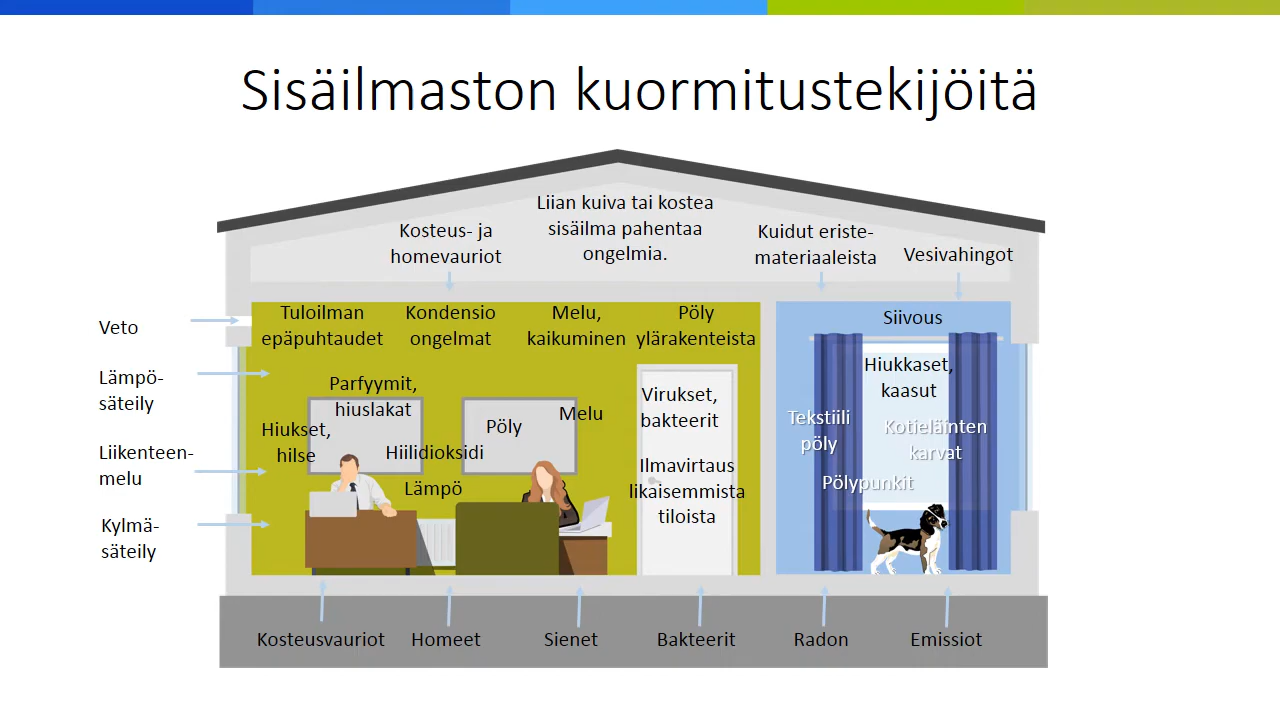 Sisäilmaston kuormitustekijöitä
Liian kuiva tai kostea
sisäilma pahentaa
ongelmia.
Kosteus- ja
homevauriot
Kuidut eriste-
materiaaleista
Vesivahingot
Veto
Lämpö-
säteily
Liikenteen-
melu
Kylmä-
säteily
Tuloilman
epäpuhtaudet
Kondensio
ongelmat
Melu,
kaikuminen
Pöly
ylärakenteista
Parfyymit,
hiuslakat
Hiukset,
hilse
Hiilidioksidi
Lämpö
Pöly
Melu
Virukset,
bakteerit
Ilmavirtaus
likaisemmista
tiloista
Siivous
Hiukkaset,
kaasut
Tekstiili
pöly
Kotieläinten
karvat
Pölypunkit
Kosteusvauriot
Homeet
Sienet
Bakteerit
Radon
Emissiot